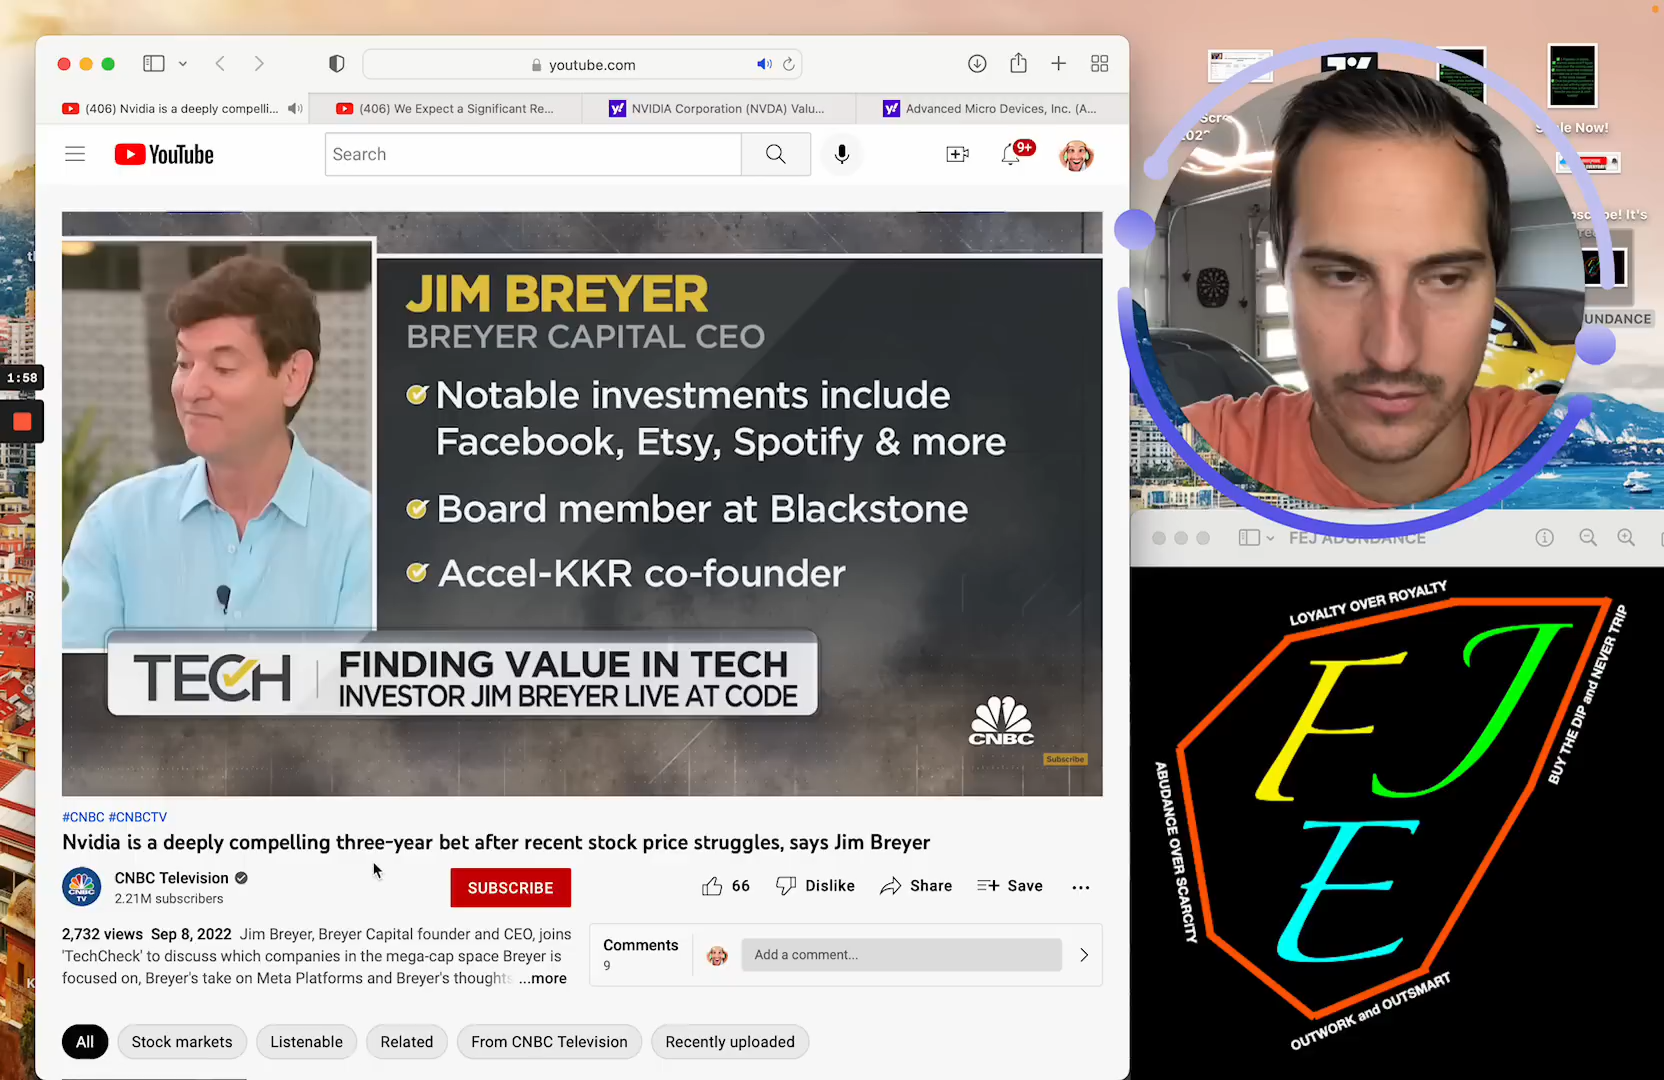 youtube.com
(406) Nvidia is a deeply compelli...
(406) We Expect a Significant Re...
NVIDIA Corporation (NVDA) Valu...
Advanced Micro Devices, Inc. (A...
YouTube
Search
9+
JIM BREYER
BREYER CAPITAL CEO
Notable investments include
Facebook, Etsy, Spotify & more
Board member at Blackstone
Accel-KKR co-founder
TECH
FINDING VALUE IN TECH
INVESTOR JIM BREYER LIVE AT CODE
CNBC
Subscribe
1:58
#CNBC #CNBCTV
Nvidia is a deeply compelling three-year bet after recent stock price struggles, says Jim Breyer
CNBC Television
2.21M subscribers
SUBSCRIBE
66
Dislike
Share
Save
2,732 views Sep 8, 2022 Jim Breyer, Breyer Capital founder and CEO, joins
'TechCheck' to discuss which companies in the mega-cap space Breyer is
focused on, Breyer's take on Meta Platforms and Breyer's thoughts ...more
Comments
9
Add a comment...
All
Stock markets
Listenable
Related
From CNBC Television
Recently uploaded
Now!
It's
UNDANCE
LOYALTY OVER ROYALTY
BUY THE DIP and NEVER TRIP
ABUDANCE OVER SCARCITY
F J
E
OUTWORK and OUTSMART